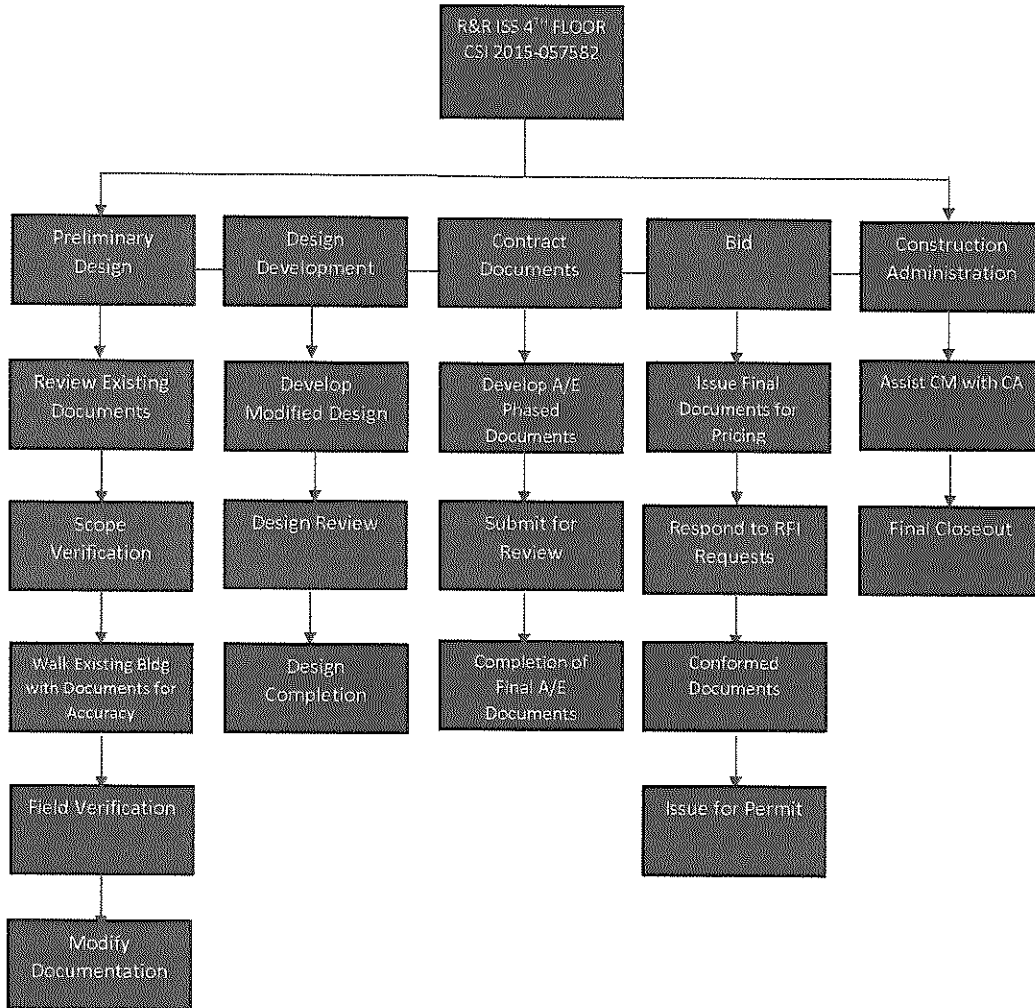 R&R ISS 4TH FLOOR
CSI 2015-057582
Preliminary
Design
Design
Development
Contract
Documents
Bid
Construction
Administration
Review Existing
Documents
Develop
Modified Design
Develop A/E
Phased
Documents
Issue Final
Documents for
Pricing
Assist CM with CA
Scope
Verification
Design Review
Submit for
Review
Respond to RFI
Requests
Final Closeout
Walk Existing Bldg
with Documents for
Accuracy
Design
Completion
Completion of
Final A/E
Documents
Conformed
Documents
Field Verification
Issue for Permit
Modify
Documentation